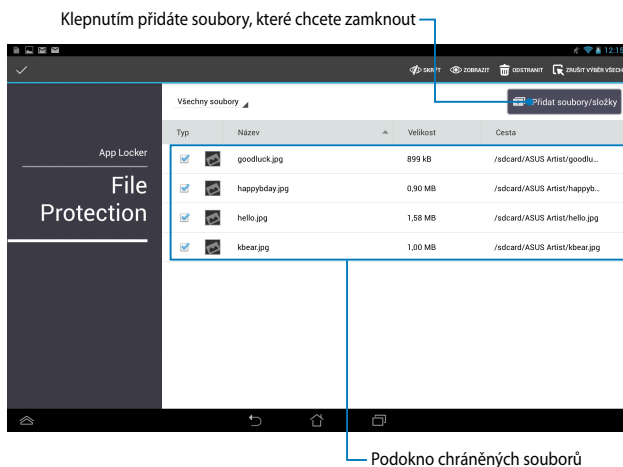 Klepnutím přidáte soubory, které chcete zamknout
12:15
SKRÝT ZOBRAZIT ODSTRANIT ZRUŠIT VÝBĚR VŠECH
Všechny soubory
Přidat soubory/složky
Typ Název Velikost Cesta
App Locker
File
Protection
goodluck.jpg 899 kB /sdcard/ASUS Artist/goodlu...
happybday.jpg 0,90 MB /sdcard/ASUS Artist/happyb...
hello.jpg 1,58 MB /sdcard/ASUS Artist/hello.jpg
kbear.jpg 1,00 MB /sdcard/ASUS Artist/kbear.jpg
Podokno chráněných souborů